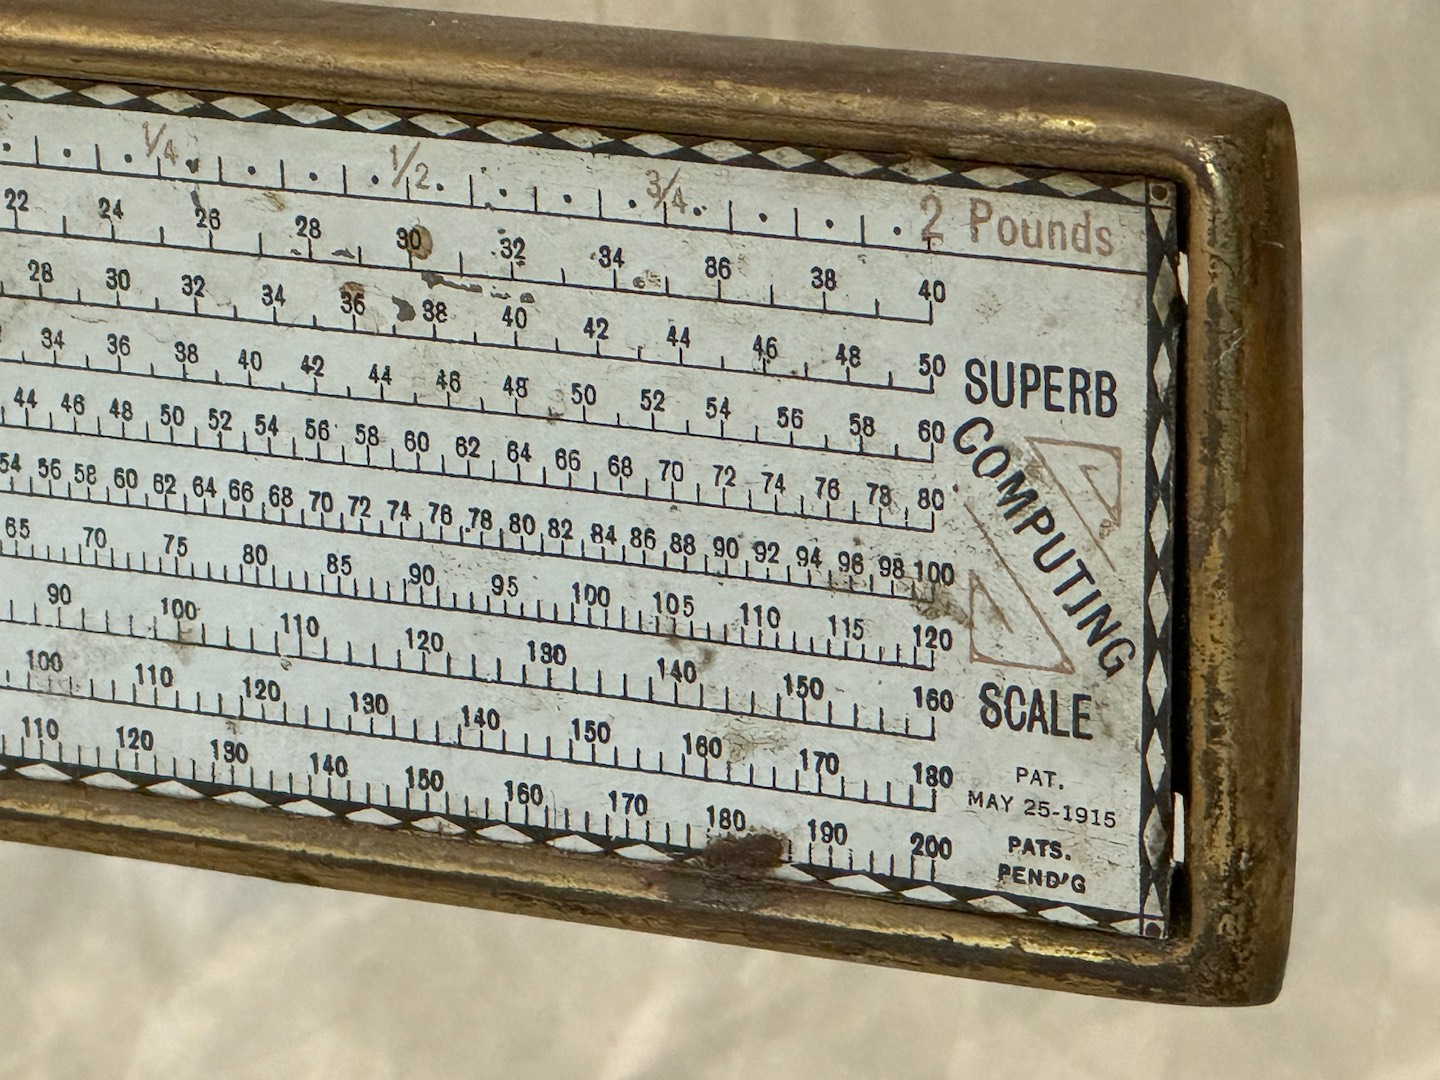 1/4 1/2 3/4 2 Pounds
22 24 26 28 30 32 34 36 38 40
28 30 32 34 36 38 40 42 44 46 48 50
34 36 38 40 42 44 46 48 50 52 54 56 58 60
44 46 48 50 52 54 56 58 60 62 64 66 68 70 72 74 76 78 80
54 56 58 60 62 64 66 68 70 72 74 76 78 80 82 84 86 88 90 92 94 96 98 100
65 70 75 80 85 90 95 100 105 110 115 120
90 100 110 120 130 140 150 160
100 110 120 130 140 150 160 170 180
110 120 130 140 150 160 170 180 190 200
SUPERB
COMPUTING
SCALE
PAT.
MAY 25-1915
PATS.
PEND'G